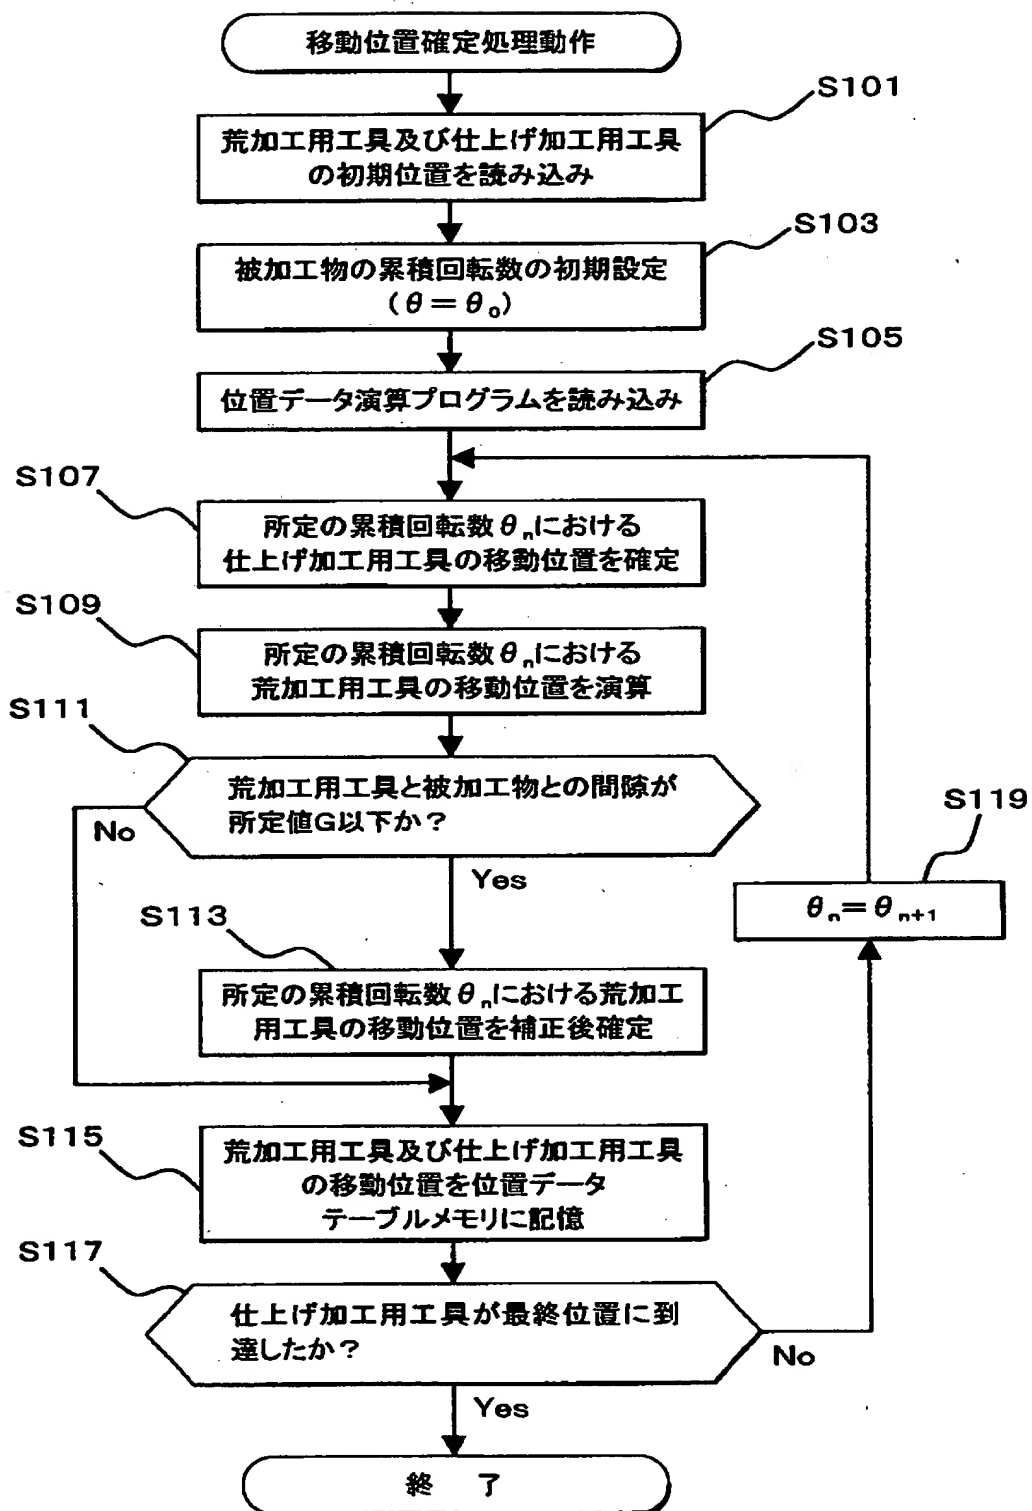 移動位置確定処理動作
S101
荒加工用工具及び仕上げ加工用工具
の初期位置を読み込み
S103
被加工物の累積回転数の初期設定
(θ=θ₀)
S105
位置データ演算プログラムを読み込み
S107
所定の累積回転数θₙにおける
仕上げ加工用工具の移動位置を確定
S109
所定の累積回転数θₙにおける
荒加工用工具の移動位置を演算
S111
荒加工用工具と被加工物との間隙が
所定値G以下か?
No
Yes
S119
θₙ=θₙ₊₁
S113
所定の累積回転数θₙにおける荒加工
用工具の移動位置を補正後確定
S115
荒加工用工具及び仕上げ加工用工具
の移動位置を位置データ
テーブルメモリに記憶
S117
仕上げ加工用工具が最終位置に到
達したか?
No
Yes
終 了